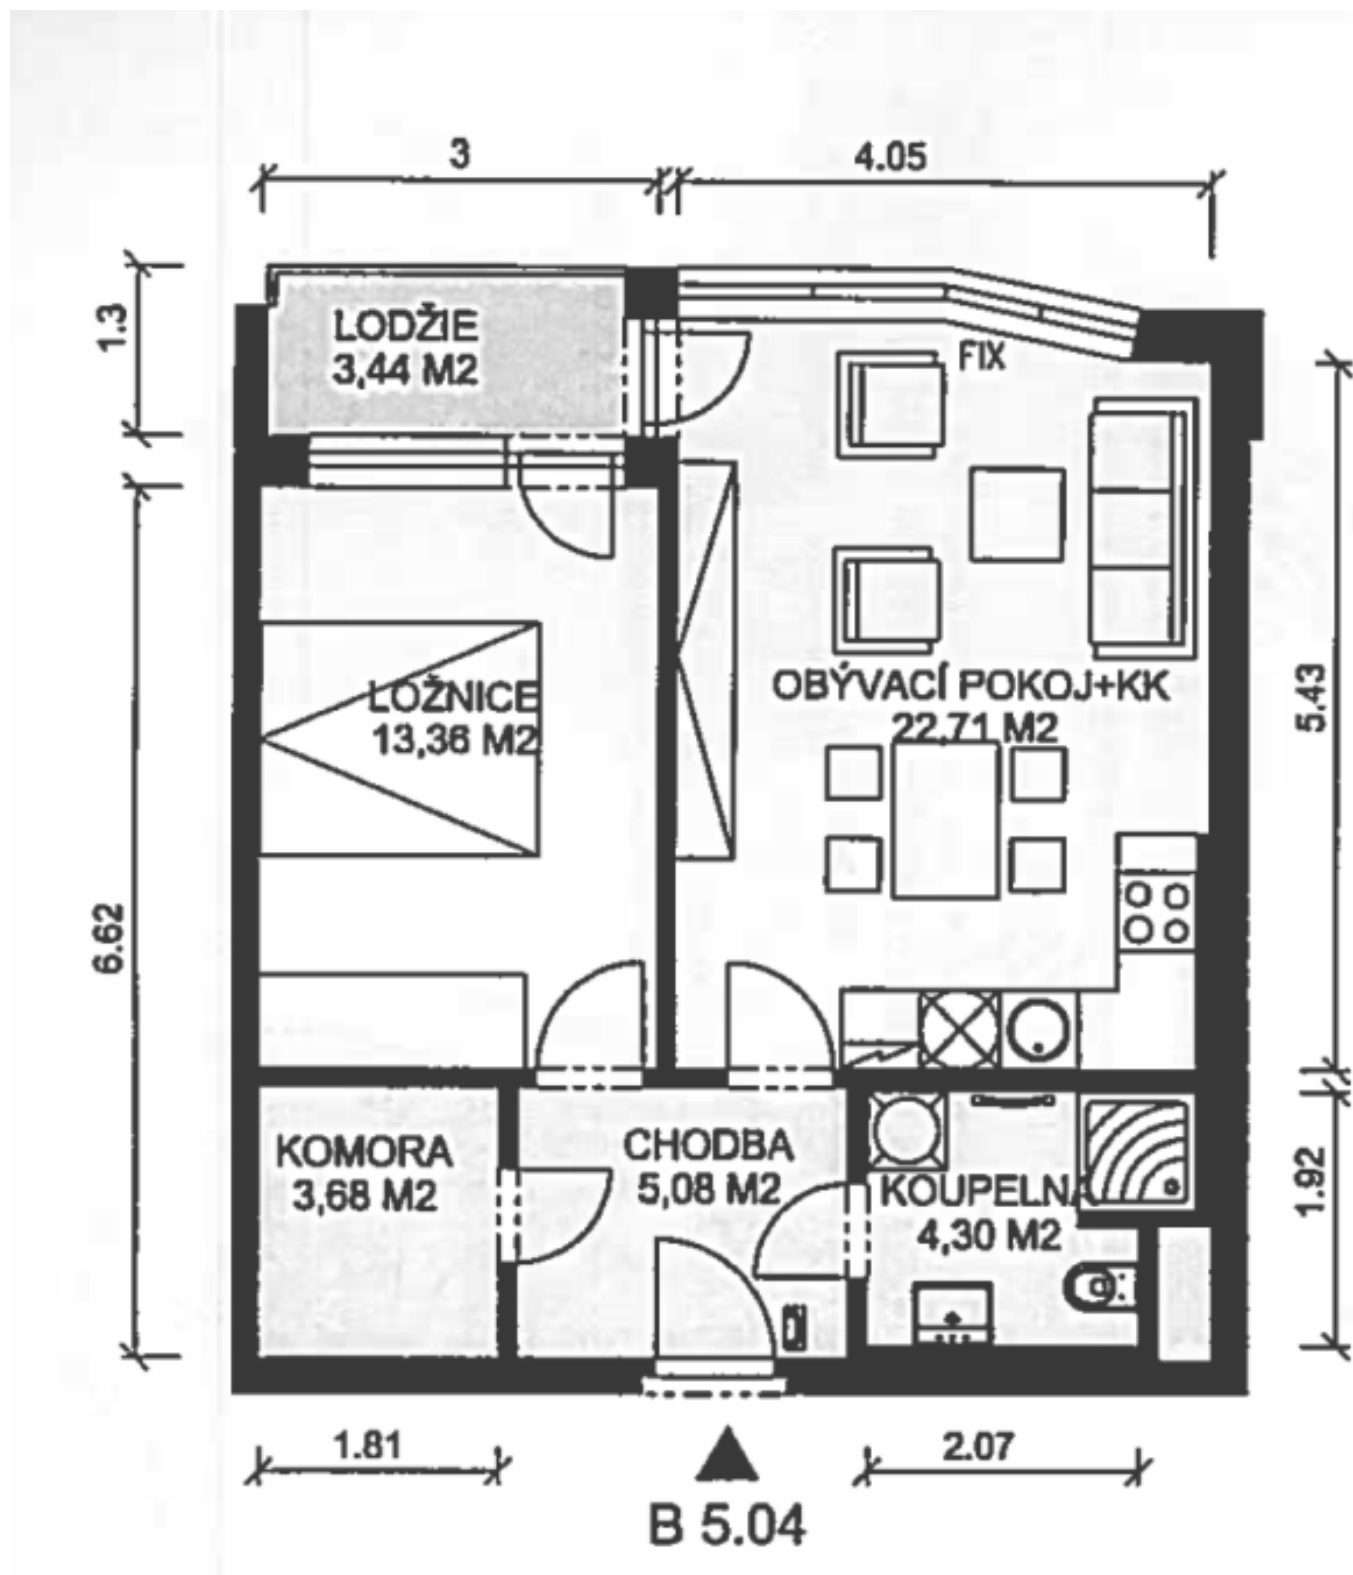 3
4.05
1.3
LODŽIE
3,44 M2
FIX
LOŽNICE
13,36 M2
OBÝVACÍ POKOJ+KK
22,71 M2
5.43
6.62
KOMORA
3,68 M2
CHODBA
5,08 M2
KOUPELNA
4,30 M2
1.92
1.81
2.07
B 5.04